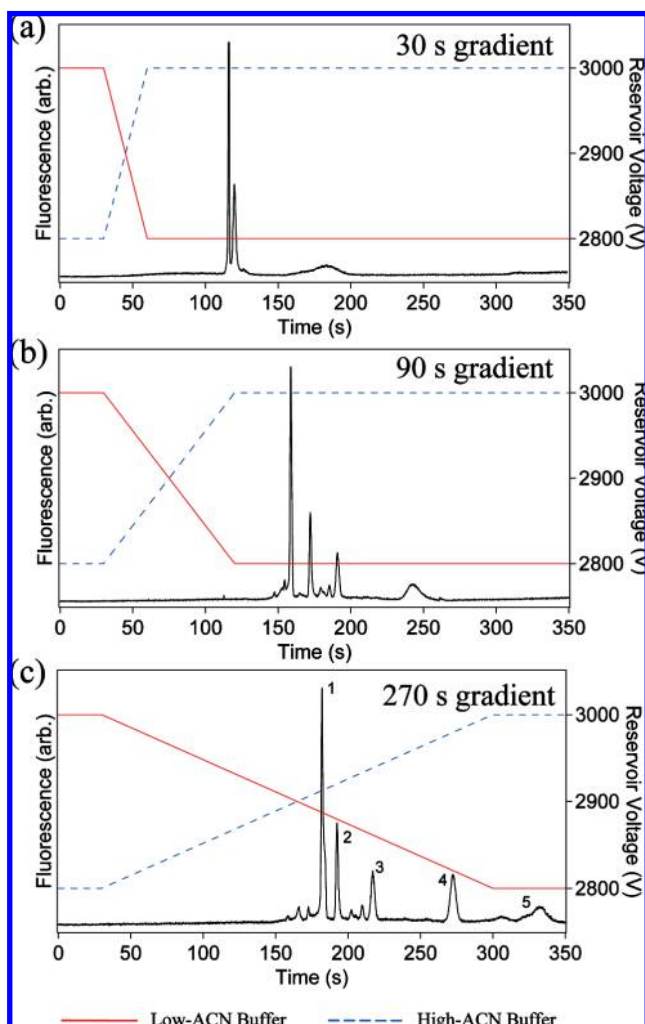 (a)
30 s gradient
Fluorescence (arb.)
3000
2900
2800
Reservoir Voltage (V)
0 50 100 150 200 250 300 350
Time (s)
(b)
90 s gradient
Fluorescence (arb.)
3000
2900
2800
Reservoir Voltage (V)
0 50 100 150 200 250 300 350
Time (s)
(c)
270 s gradient
Fluorescence (arb.)
1
2
3
4
5
3000
2900
2800
Reservoir Voltage (V)
0 50 100 150 200 250 300 350
Time (s)
Low-ACN Buffer High-ACN Buffer